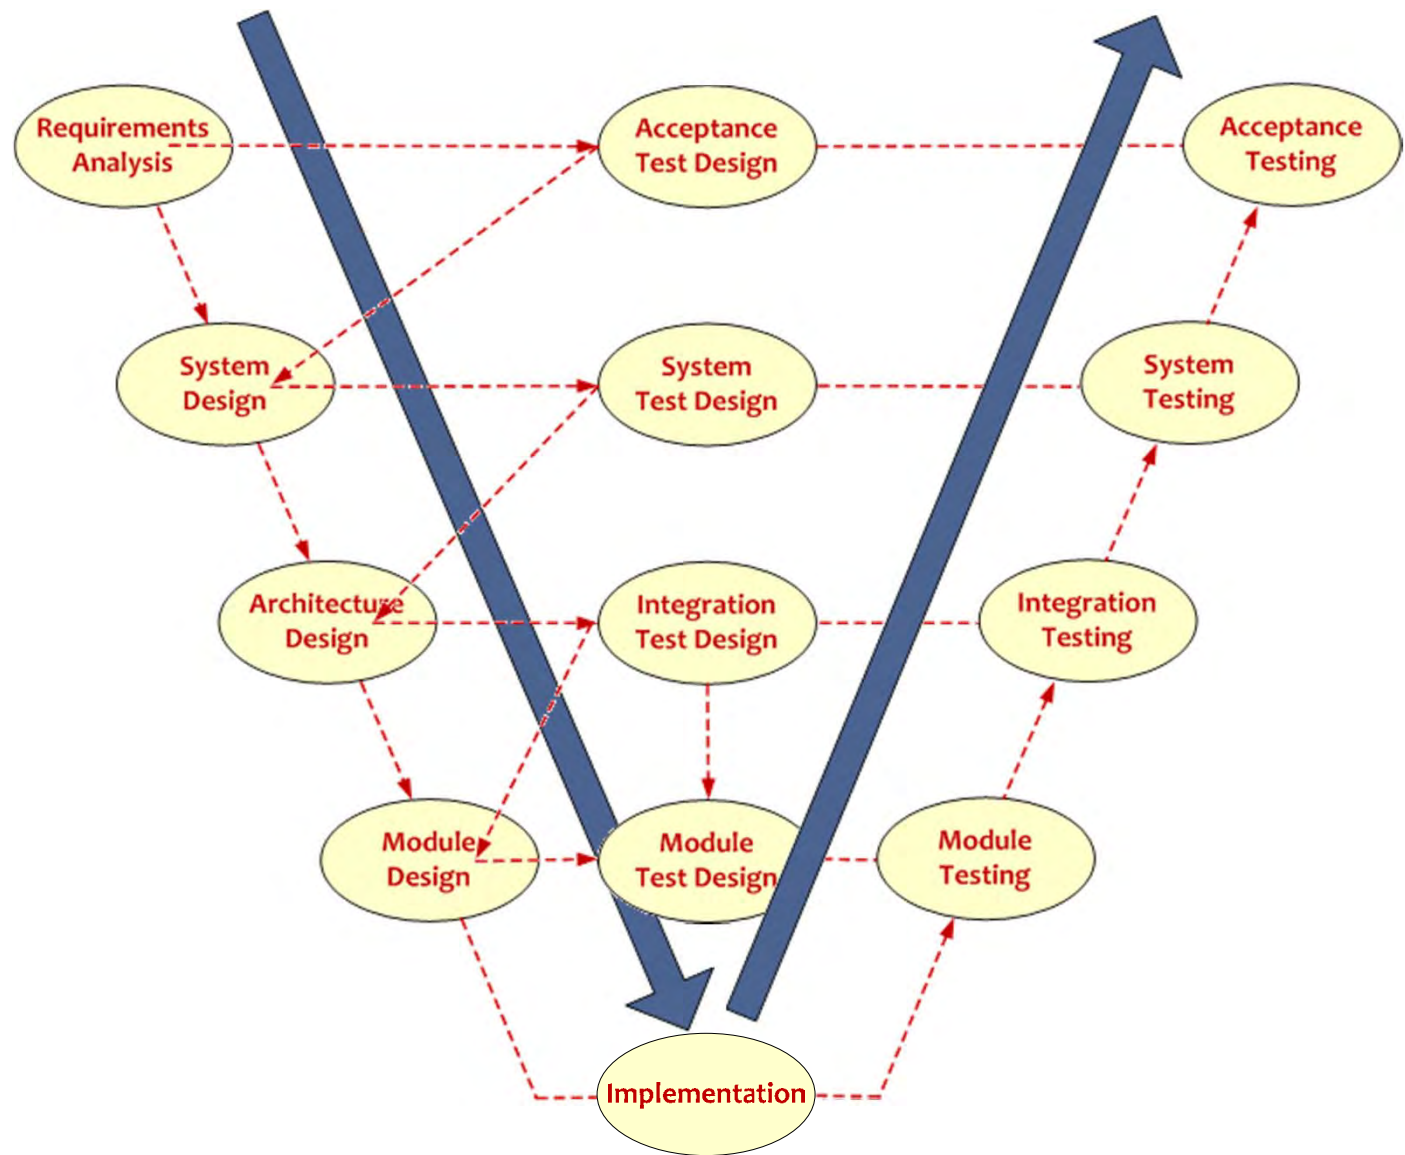 Requirements
Analysis
Acceptance
Test Design
Acceptance
Testing
System
Design
System
Test Design
System
Testing
Architecture
Design
Integration
Test Design
Integration
Testing
Module
Design
Module
Test Design
Module
Testing
Implementation